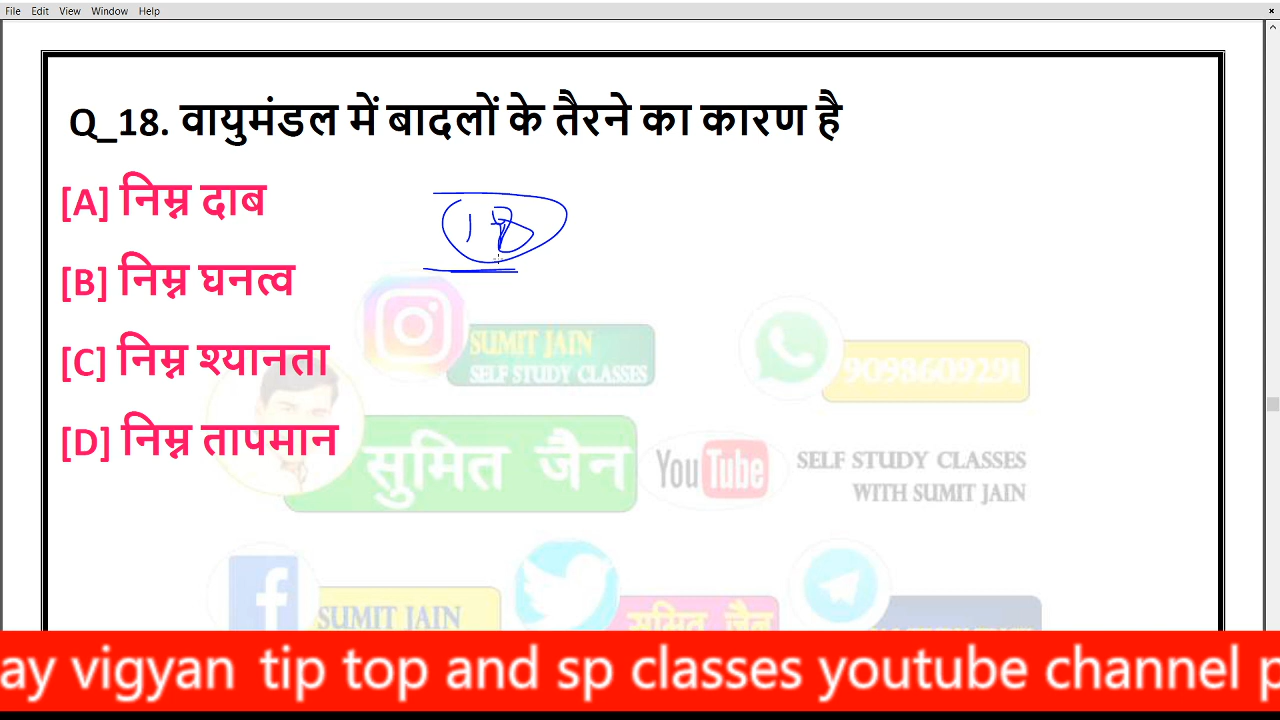 File Edit View Window Help
Q_18. वायुमंडल में बादलों के तैरने का कारण है
[A] निम्न दाब
[B] निम्न घनत्व
[C] निम्न श्यानता
[D] निम्न तापमान
SUMIT JAIN
SELF STUDY CLASSES
9098609291
सुमित जैन
YouTube
SELF STUDY CLASSES
WITH SUMIT JAIN
SUMIT JAIN
सुमित जैन
ay vigyan tip top and sp classes youtube channel p